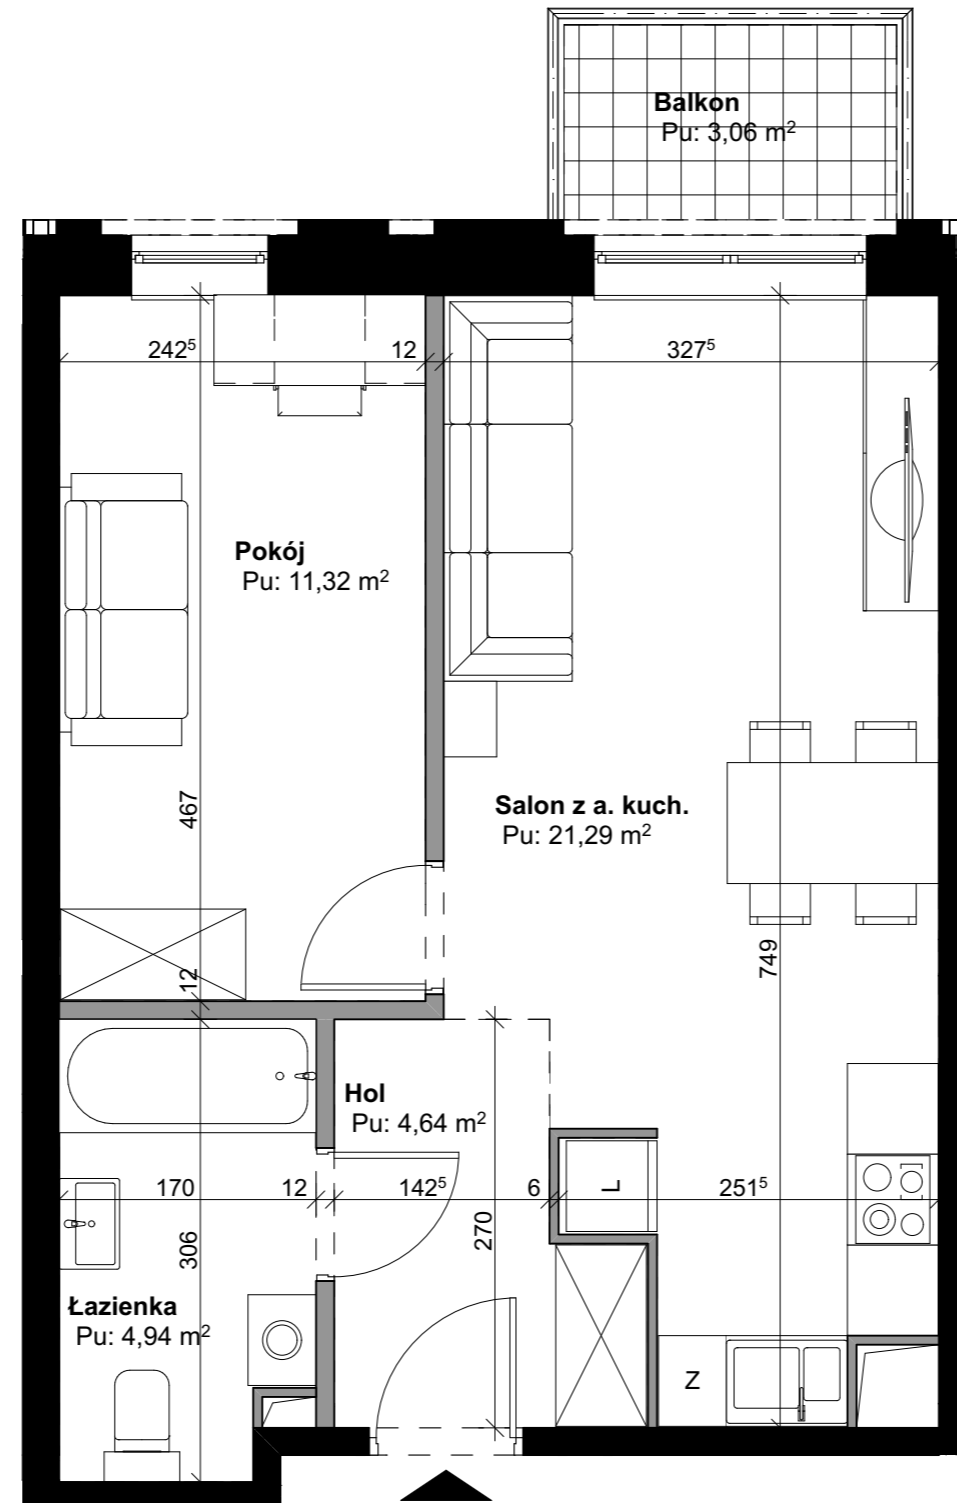 Balkon
Pu: 3,06 m²
242⁵
12
327⁵
Pokój
Pu: 11,32 m²
467
Salon z a. kuch.
Pu: 21,29 m²
749
12
Hol
Pu: 4,64 m²
170
12
142⁵
6
L
251⁵
306
270
Łazienka
Pu: 4,94 m²
Z